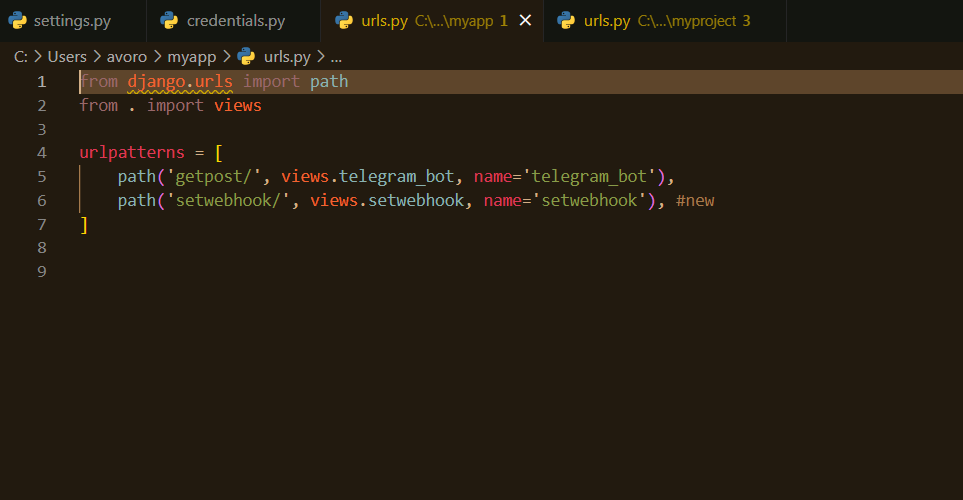 settings.py credentials.py urls.py C:\...\myapp 1 urls.py C:\...\myproject 3
C: > Users > avoro > myapp > urls.py > ...
1 from django.urls import path
2 from . import views
3
4 urlpatterns = [
5 path('getpost/', views.telegram_bot, name='telegram_bot'),
6 path('setwebhook/', views.setwebhook, name='setwebhook'), #new
7 ]
8
9